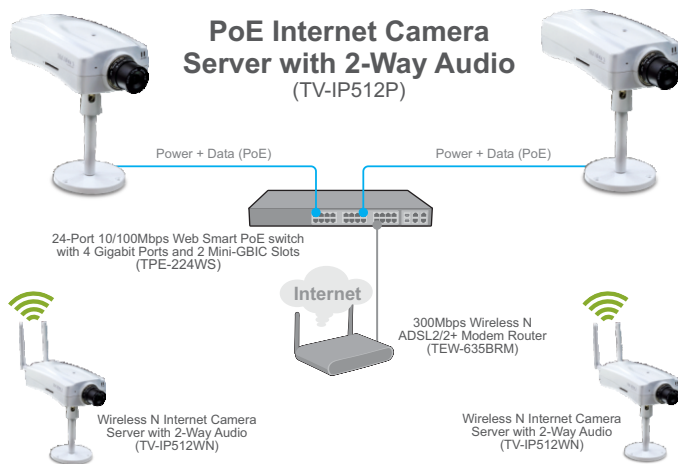 PoE Internet Camera
Server with 2-Way Audio
(TV-IP512P)
Power + Data (PoE)
Power + Data (PoE)
24-Port 10/100Mbps Web Smart PoE switch
with 4 Gigabit Ports and 2 Mini-GBIC Slots
(TPE-224WS)
Internet
300Mbps Wireless N
ADSL2/2+ Modem Router
(TEW-635BRM)
Wireless N Internet Camera
Server with 2-Way Audio
(TV-IP512WN)
Wireless N Internet Camera
Server with 2-Way Audio
(TV-IP512WN)